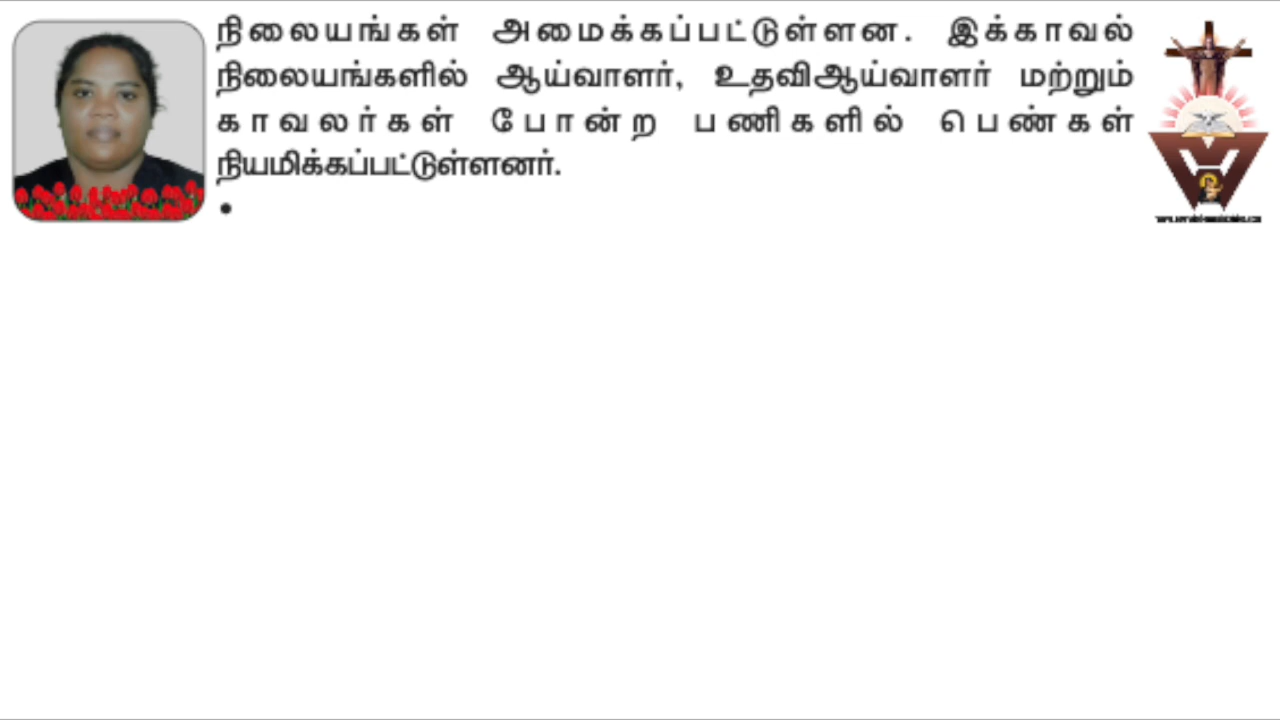 நிலையங்கள் அமைக்கப்பட்டுள்ளன. இக்காவல்
நிலையங்களில் ஆய்வாளர், உதவிஆய்வாளர் மற்றும்
காவலர்கள் போன்ற பணிகளில் பெண்கள்
நியமிக்கப்பட்டுள்ளனர்.
•